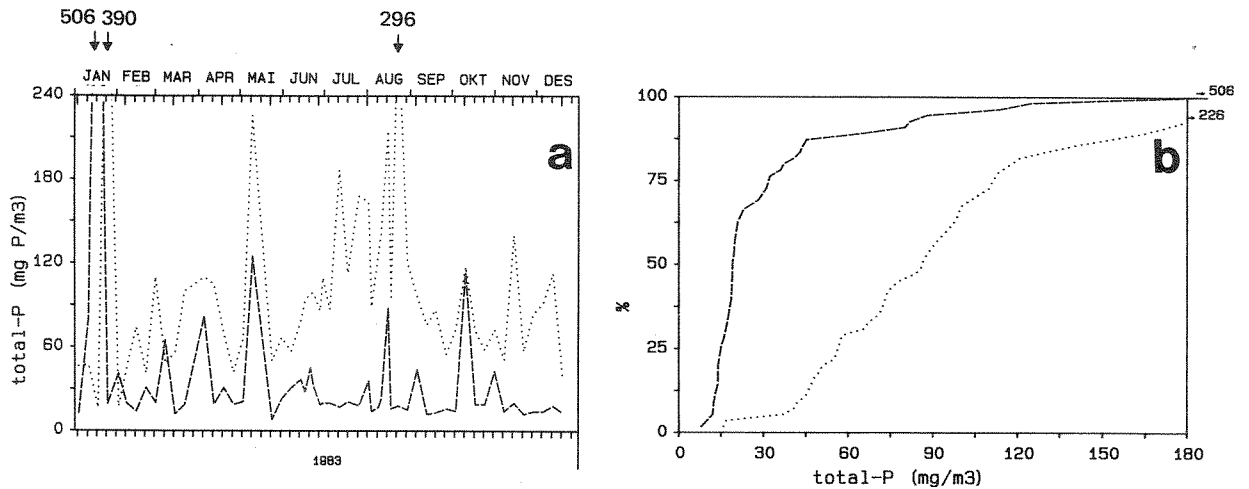 506 390 296
JAN FEB MAR APR MAI JUN JUL AUG SEP OKT NOV DES
240
180
120
60
0
total-P (mg P/m3)
a
1983
100
75
50
25
0
%
506
226
b
0 30 60 90 120 150 180
total-P (mg/m3)